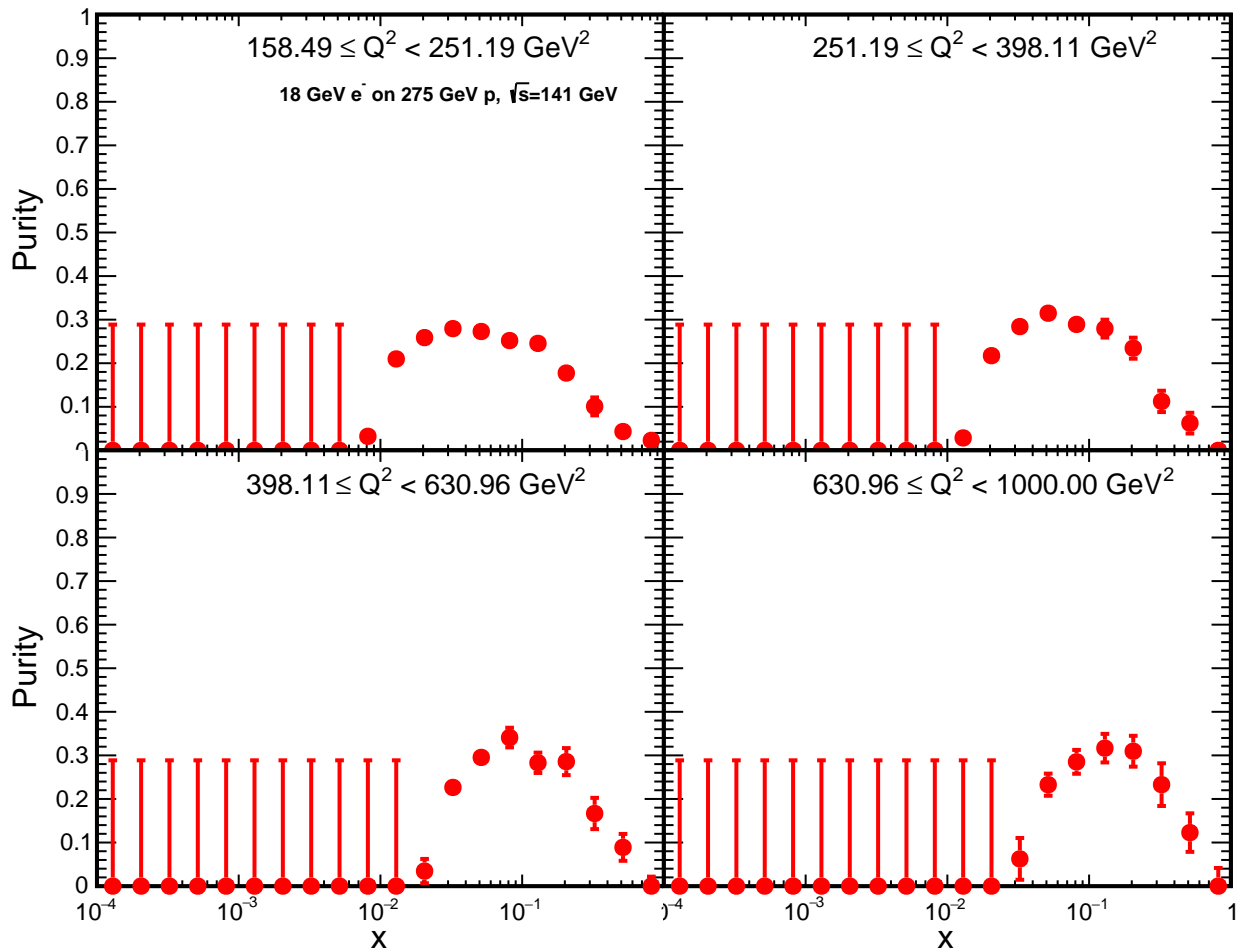 158.49 ≤ Q² < 251.19 GeV²
251.19 ≤ Q² < 398.11 GeV²
18 GeV e⁻ on 275 GeV p, √s=141 GeV
1
0.9
0.8
0.7
0.6
0.5
0.4
0.3
0.2
0.1
0
Purity
398.11 ≤ Q² < 630.96 GeV²
630.96 ≤ Q² < 1000.00 GeV²
0.9
0.8
0.7
0.6
0.5
0.4
0.3
0.2
0.1
0
Purity
10⁻⁴ 10⁻³ 10⁻² 10⁻¹
x
10⁻³ 10⁻² 10⁻¹ 1
x